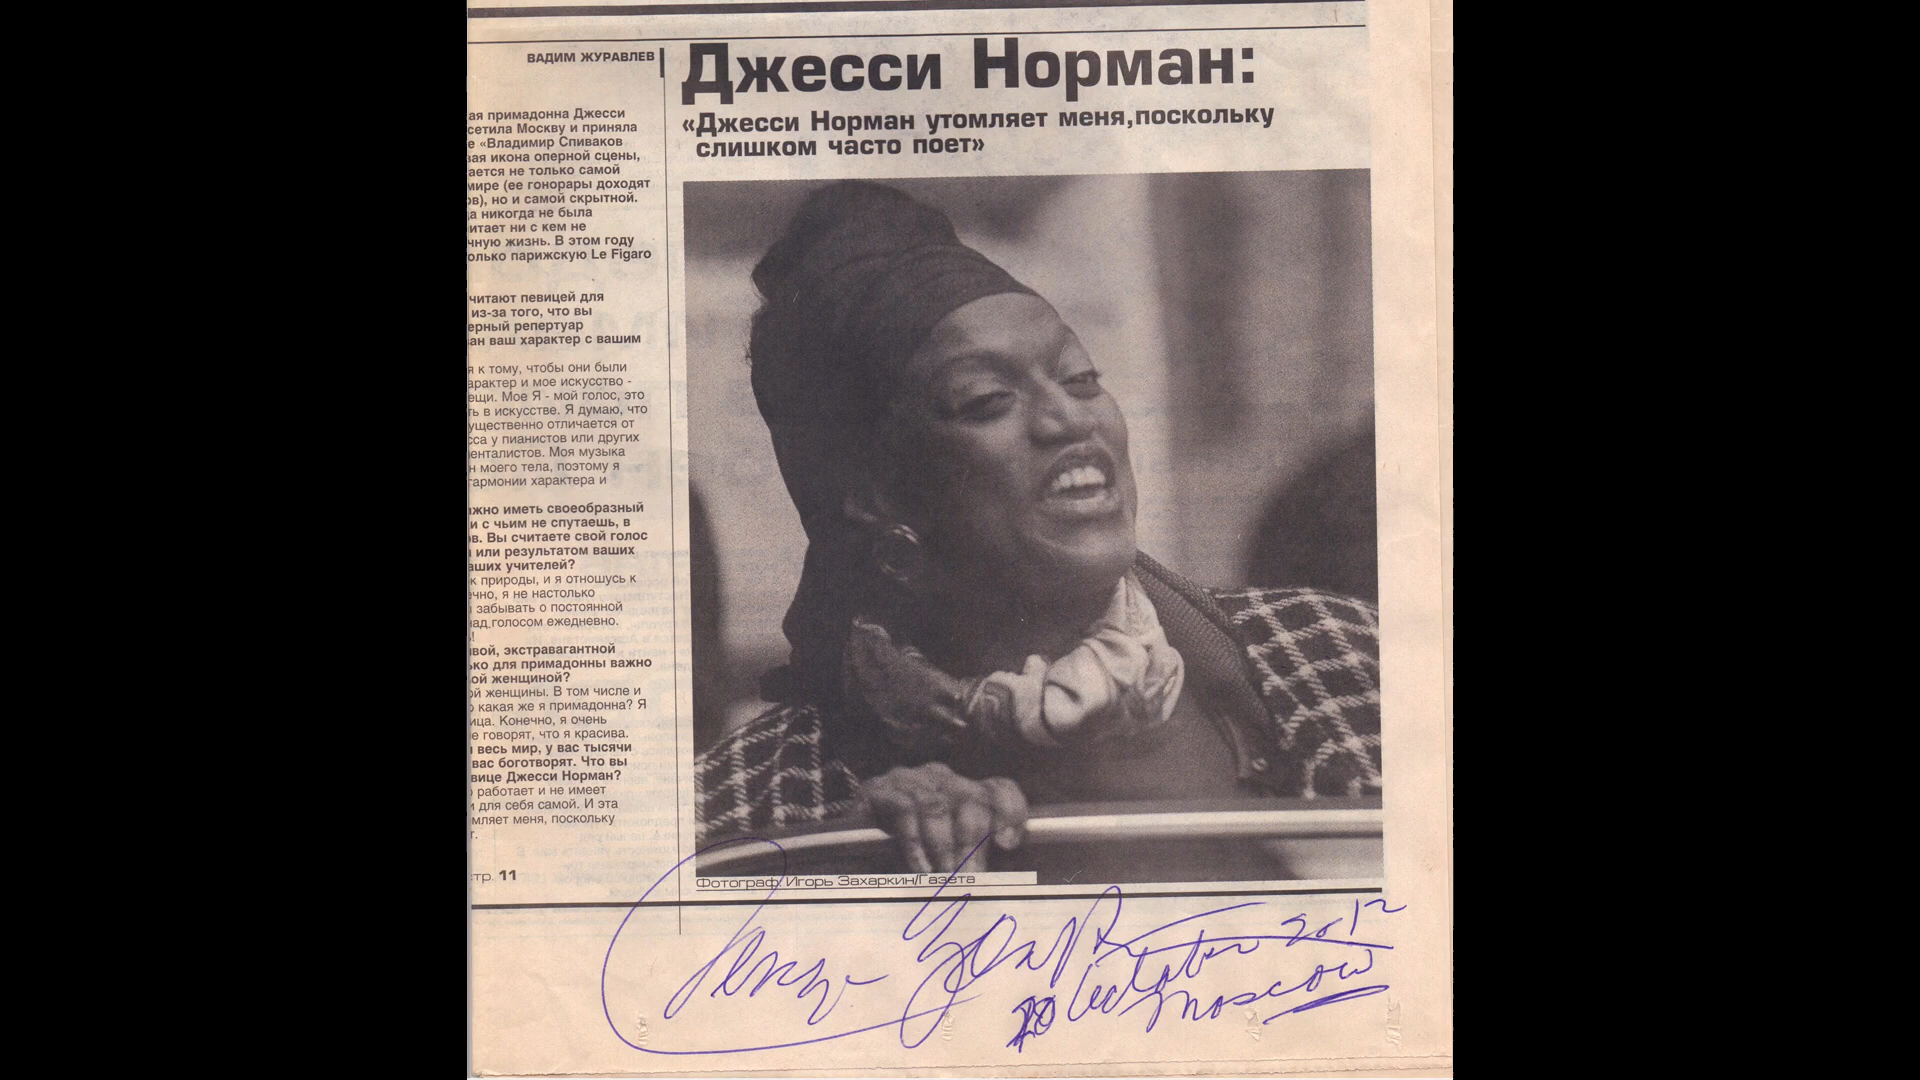 ВАДИМ ЖУРАВЛЕВ
Джесси Норман:
«Джесси Норман утомляет меня,поскольку
слишком часто поет»
ая примадонна Джесси
сетила Москву и приняла
е «Владимир Спиваков
вая икона оперной сцены,
ается не только самой
мире (ее гонорары доходят
ов), но и самой скрытной.
а никогда не была
итает ни с кем не
чную жизнь. В этом году
олько парижскую Le Figaro
читают певицей для
из-за того, что вы
ерный репертуар
ан ваш характер с вашим
я к тому, чтобы они были
арактер и мое искусство -
ещи. Мое Я - мой голос, это
ть в искусстве. Я думаю, что
ущественно отличается от
сса у пианистов или других
енталистов. Моя музыка
н моего тела, поэтому я
гармонии характера и
ажно иметь своеобразный
и с чьим не спутаешь, в
ов. Вы считаете свой голос
или результатом ваших
аших учителей?
к природы, и я отношусь к
ечно, я не настолько
забывать о постоянной
над голосом ежедневно.
!
вой, экстравагантной
ько для примадонны важно
ой женщиной?
ой женщины. В том числе и
о какая же я примадонна? Я
ица. Конечно, я очень
е говорят, что я красива.
весь мир, у вас тысячи
вас боготворят. Что вы
вице Джесси Норман?
работает и не имеет
и для себя самой. И эта
мляет меня, поскольку
т.
стр. 11
Фотограф: Игорь Захаркин/Газета
October 2012
Moscow